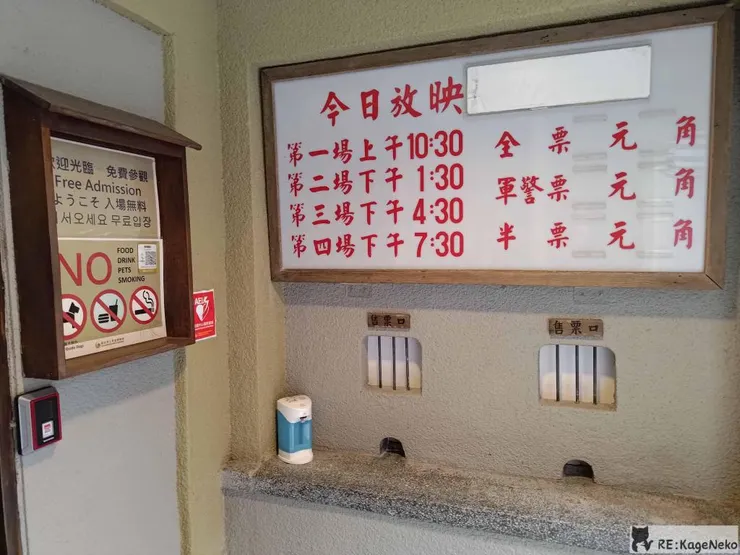 迎光臨 免費參觀
Free Admission
ようこそ 入場無料
서오세요 무료입장
NO
FOOD
DRINK
PETS
SMOKING
AED
今日放映
第一場上午10:30 全票元角
第二場下午1:30 軍警票元角
第三場下午4:30
第四場下午7:30 半票元角
售票口
售票口
RE:KageNeko